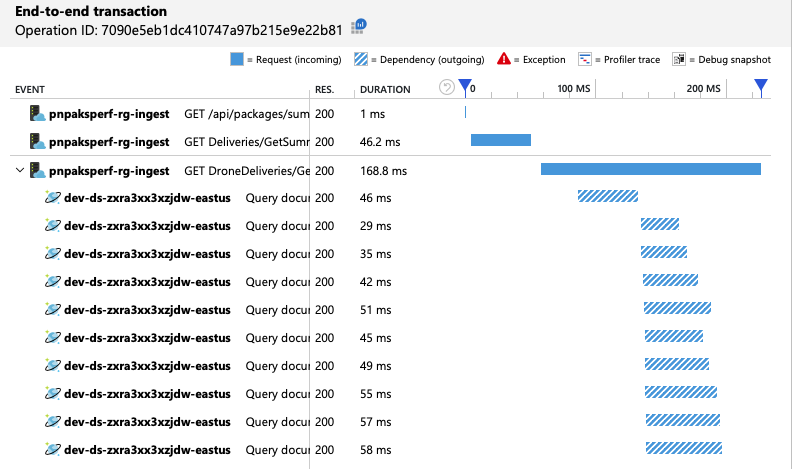 End-to-end transaction
Operation ID: 7090e5eb1dc410747a97b215e9e22b81
= Request (incoming) = Dependency (outgoing) = Exception = Profiler trace = Debug snapshot
EVENT RES. DURATION 0 100 MS 200 MS
pnpaksperf-rg-ingest GET /api/packages/sum 200 1 ms
pnpaksperf-rg-ingest GET Deliveries/GetSumm 200 46.2 ms
pnpaksperf-rg-ingest GET DroneDeliveries/Ge 200 168.8 ms
dev-ds-zxra3xx3xzjdw-eastus Query docu 200 46 ms
dev-ds-zxra3xx3xzjdw-eastus Query docu 200 29 ms
dev-ds-zxra3xx3xzjdw-eastus Query docu 200 35 ms
dev-ds-zxra3xx3xzjdw-eastus Query docu 200 42 ms
dev-ds-zxra3xx3xzjdw-eastus Query docu 200 51 ms
dev-ds-zxra3xx3xzjdw-eastus Query docu 200 45 ms
dev-ds-zxra3xx3xzjdw-eastus Query docu 200 49 ms
dev-ds-zxra3xx3xzjdw-eastus Query docu 200 55 ms
dev-ds-zxra3xx3xzjdw-eastus Query docu 200 57 ms
dev-ds-zxra3xx3xzjdw-eastus Query docu 200 58 ms